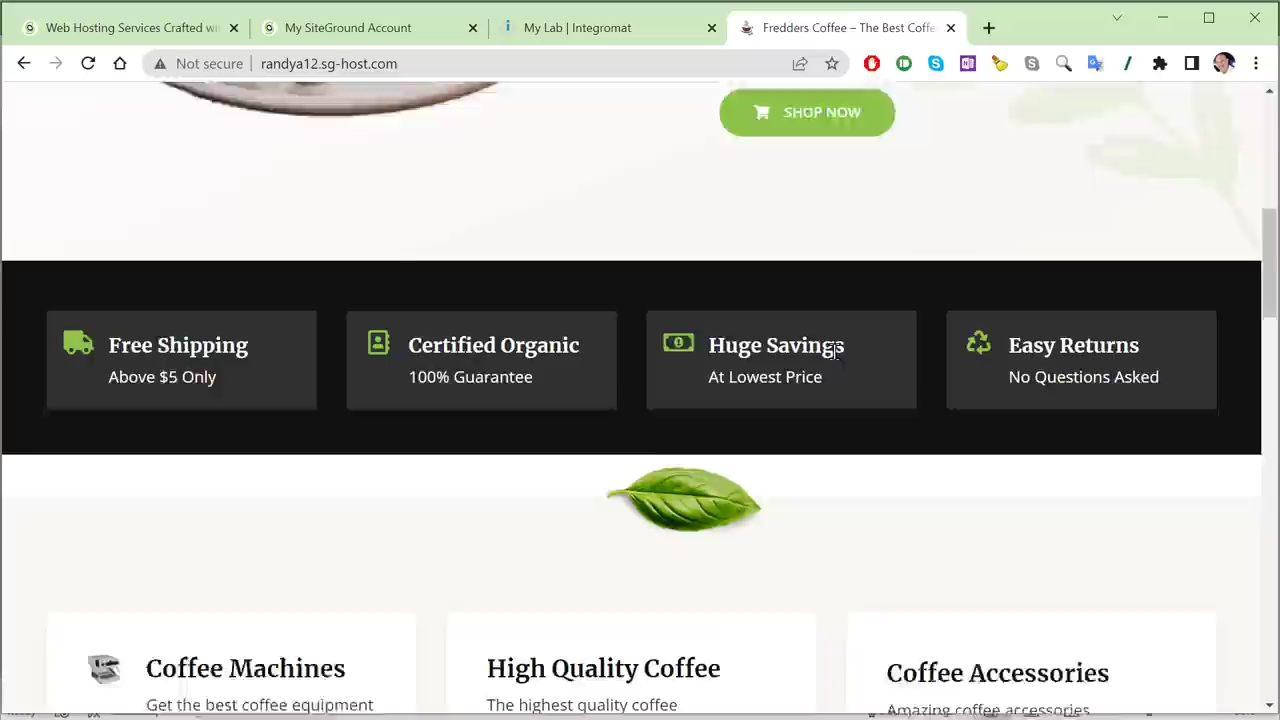 Web Hosting Services Crafted wi
My SiteGround Account
My Lab | Integromat
Fredders Coffee – The Best Coffe
Not secure
randya12.sg-host.com
SHOP NOW
Free Shipping
Above $5 Only
Certified Organic
100% Guarantee
Huge Savings
At Lowest Price
Easy Returns
No Questions Asked
Coffee Machines
Get the best coffee equipment
High Quality Coffee
The highest quality coffee
Coffee Accessories
Amazing coffee accessories